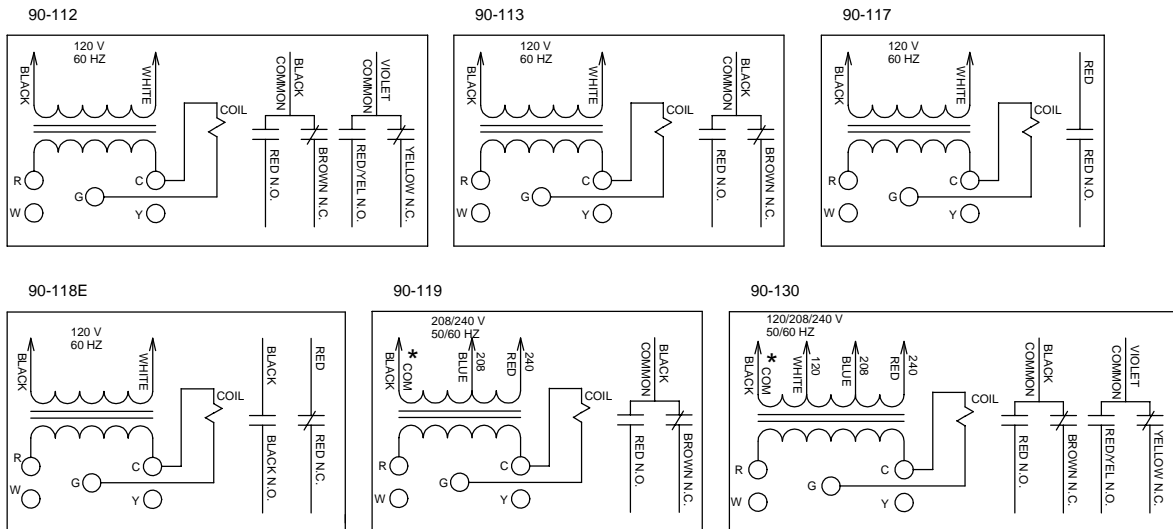 90-112
120 V
60 HZ
BLACK
WHITE
COIL
BLACK
COMMON
VIOLET
COMMON
RED N.O.
BROWN N.C.
RED/YEL N.O.
YELLOW N.C.
R
C
G
W
Y
90-113
120 V
60 HZ
BLACK
WHITE
COIL
BLACK
COMMON
RED N.O.
BROWN N.C.
R
C
G
W
Y
90-117
120 V
60 HZ
BLACK
WHITE
COIL
RED
RED N.O.
R
C
G
W
Y
90-118E
120 V
60 HZ
BLACK
WHITE
COIL
BLACK
RED
BLACK N.O.
RED N.C.
R
C
G
W
Y
90-119
208/240 V
50/60 HZ
BLACK
* COM
BLUE
208
RED
240
COIL
BLACK
COMMON
RED N.O.
BROWN N.C.
R
C
G
W
Y
90-130
120/208/240 V
50/60 HZ
BLACK
* COM
WHITE
120
BLUE
208
RED
240
COIL
BLACK
COMMON
VIOLET
COMMON
RED N.O.
BROWN N.C.
RED/YEL N.O.
YELLOW N.C.
R
C
G
W
Y